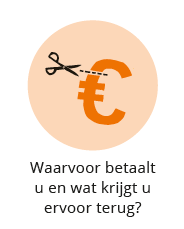 €
Waarvoor betaalt
u en wat krijgt u
ervoor terug?